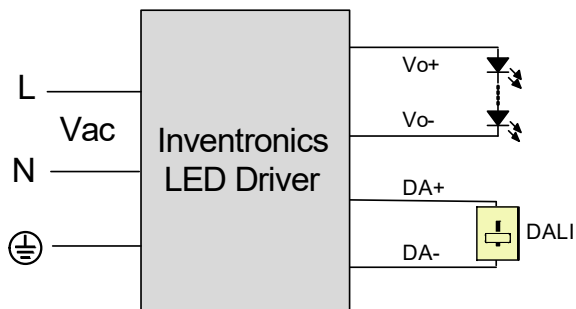 L
Vac
N
Inventronics
LED Driver
Vo+
Vo-
DA+
DA-
DALI